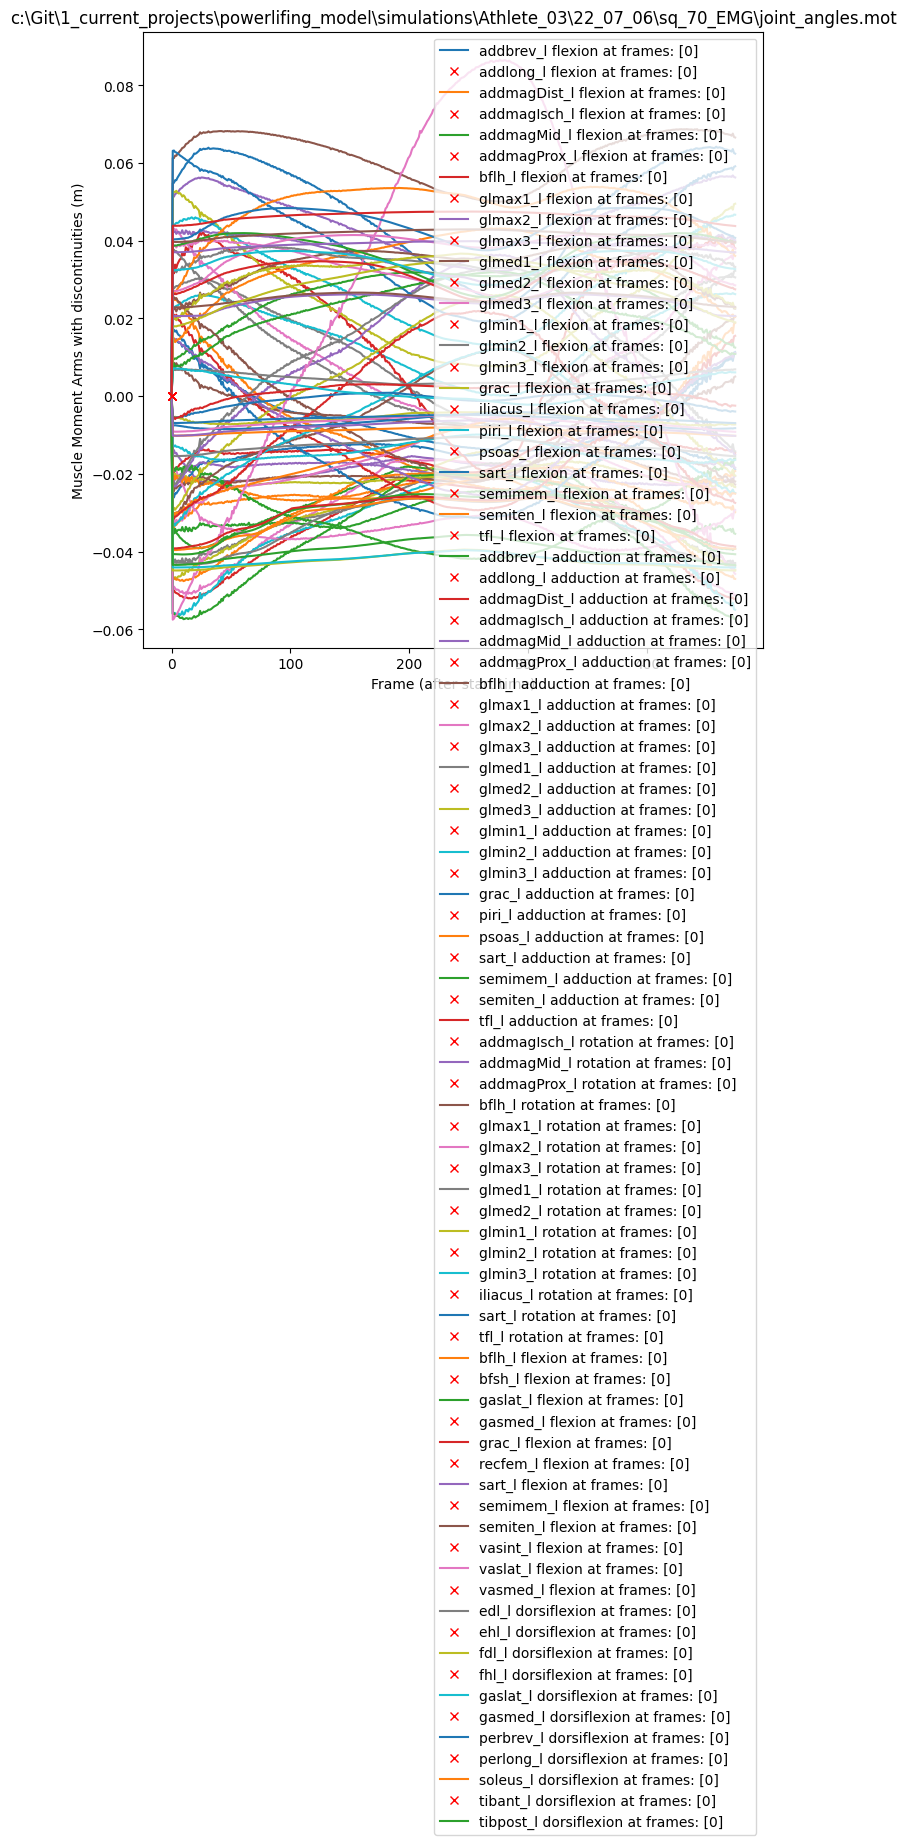 c:\Git\1_current_projects\powerlifing_model\simulations\Athlete_03\22_07_06\sq_70_EMG\joint_angles.mot
Muscle Moment Arms with discontinuities (m)
0.08
0.06
0.04
0.02
0.00
−0.02
−0.04
−0.06
0
100
200
Frame (after sta
addbrev_l flexion at frames: [0]
addlong_l flexion at frames: [0]
addmagDist_l flexion at frames: [0]
addmagIsch_l flexion at frames: [0]
addmagMid_l flexion at frames: [0]
addmagProx_l flexion at frames: [0]
bflh_l flexion at frames: [0]
glmax1_l flexion at frames: [0]
glmax2_l flexion at frames: [0]
glmax3_l flexion at frames: [0]
glmed1_l flexion at frames: [0]
glmed2_l flexion at frames: [0]
glmed3_l flexion at frames: [0]
glmin1_l flexion at frames: [0]
glmin2_l flexion at frames: [0]
glmin3_l flexion at frames: [0]
grac_l flexion at frames: [0]
iliacus_l flexion at frames: [0]
piri_l flexion at frames: [0]
psoas_l flexion at frames: [0]
sart_l flexion at frames: [0]
semimem_l flexion at frames: [0]
semiten_l flexion at frames: [0]
tfl_l flexion at frames: [0]
addbrev_l adduction at frames: [0]
addlong_l adduction at frames: [0]
addmagDist_l adduction at frames: [0]
addmagIsch_l adduction at frames: [0]
addmagMid_l adduction at frames: [0]
addmagProx_l adduction at frames: [0]
bflh_l adduction at frames: [0]
glmax1_l adduction at frames: [0]
glmax2_l adduction at frames: [0]
glmax3_l adduction at frames: [0]
glmed1_l adduction at frames: [0]
glmed2_l adduction at frames: [0]
glmed3_l adduction at frames: [0]
glmin1_l adduction at frames: [0]
glmin2_l adduction at frames: [0]
glmin3_l adduction at frames: [0]
grac_l adduction at frames: [0]
piri_l adduction at frames: [0]
psoas_l adduction at frames: [0]
sart_l adduction at frames: [0]
semimem_l adduction at frames: [0]
semiten_l adduction at frames: [0]
tfl_l adduction at frames: [0]
addmagIsch_l rotation at frames: [0]
addmagMid_l rotation at frames: [0]
addmagProx_l rotation at frames: [0]
bflh_l rotation at frames: [0]
glmax1_l rotation at frames: [0]
glmax2_l rotation at frames: [0]
glmax3_l rotation at frames: [0]
glmed1_l rotation at frames: [0]
glmed2_l rotation at frames: [0]
glmin1_l rotation at frames: [0]
glmin2_l rotation at frames: [0]
glmin3_l rotation at frames: [0]
iliacus_l rotation at frames: [0]
sart_l rotation at frames: [0]
tfl_l rotation at frames: [0]
bflh_l flexion at frames: [0]
bfsh_l flexion at frames: [0]
gaslat_l flexion at frames: [0]
gasmed_l flexion at frames: [0]
grac_l flexion at frames: [0]
recfem_l flexion at frames: [0]
sart_l flexion at frames: [0]
semimem_l flexion at frames: [0]
semiten_l flexion at frames: [0]
vasint_l flexion at frames: [0]
vaslat_l flexion at frames: [0]
vasmed_l flexion at frames: [0]
edl_l dorsiflexion at frames: [0]
ehl_l dorsiflexion at frames: [0]
fdl_l dorsiflexion at frames: [0]
fhl_l dorsiflexion at frames: [0]
gaslat_l dorsiflexion at frames: [0]
gasmed_l dorsiflexion at frames: [0]
perbrev_l dorsiflexion at frames: [0]
perlong_l dorsiflexion at frames: [0]
soleus_l dorsiflexion at frames: [0]
tibant_l dorsiflexion at frames: [0]
tibpost_l dorsiflexion at frames: [0]